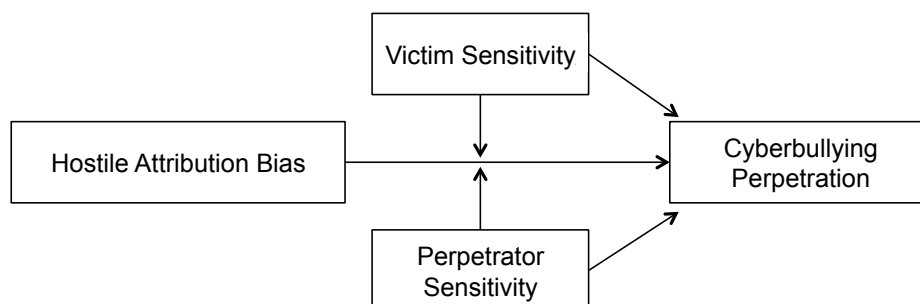 Victim Sensitivity
Hostile Attribution Bias
Cyberbullying
Perpetration
Perpetrator
Sensitivity